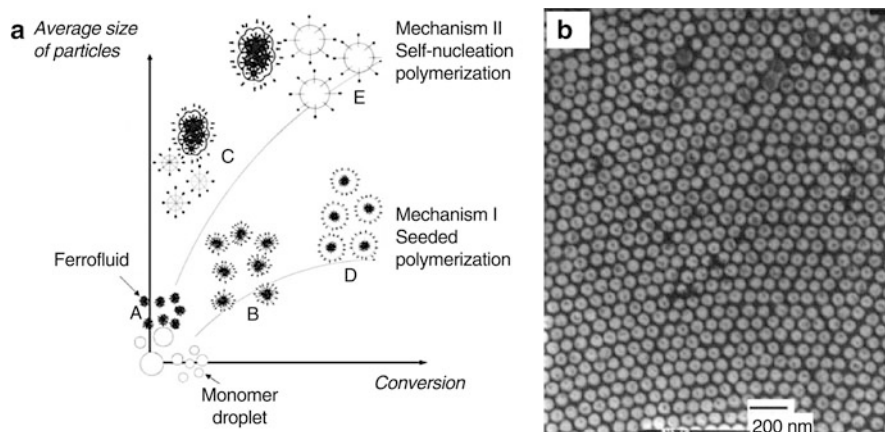 a
Average size
of particles
Mechanism II
Self-nucleation
polymerization
E
C
Mechanism I
Seeded
polymerization
Ferrofluid
A
B
D
Conversion
Monomer
droplet
b
200 nm